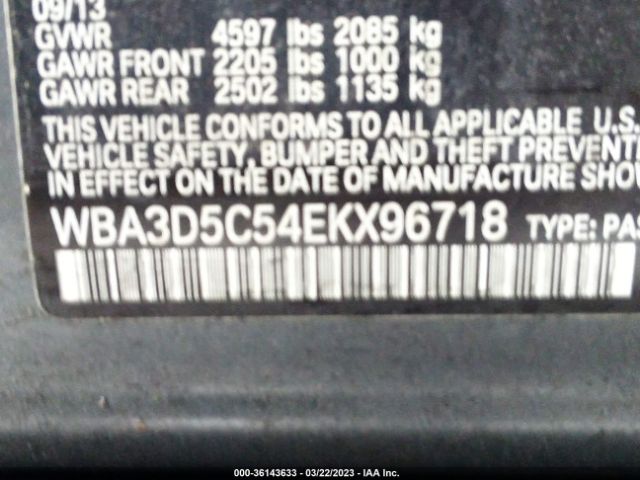 09/13
GVWR 4597 lbs 2085 kg
GAWR FRONT 2205 lbs 1000 kg
GAWR REAR 2502 lbs 1135 kg
THIS VEHICLE CONFORMS TO ALL APPLICABLE U.S.
VEHICLE SAFETY, BUMPER AND THEFT PREVENTI
IN EFFECT ON THE DATE OF MANUFACTURE SHO
WBA3D5C54EKX96718 TYPE: PAS
000-36143633 - 03/22/2023 - IAA Inc.